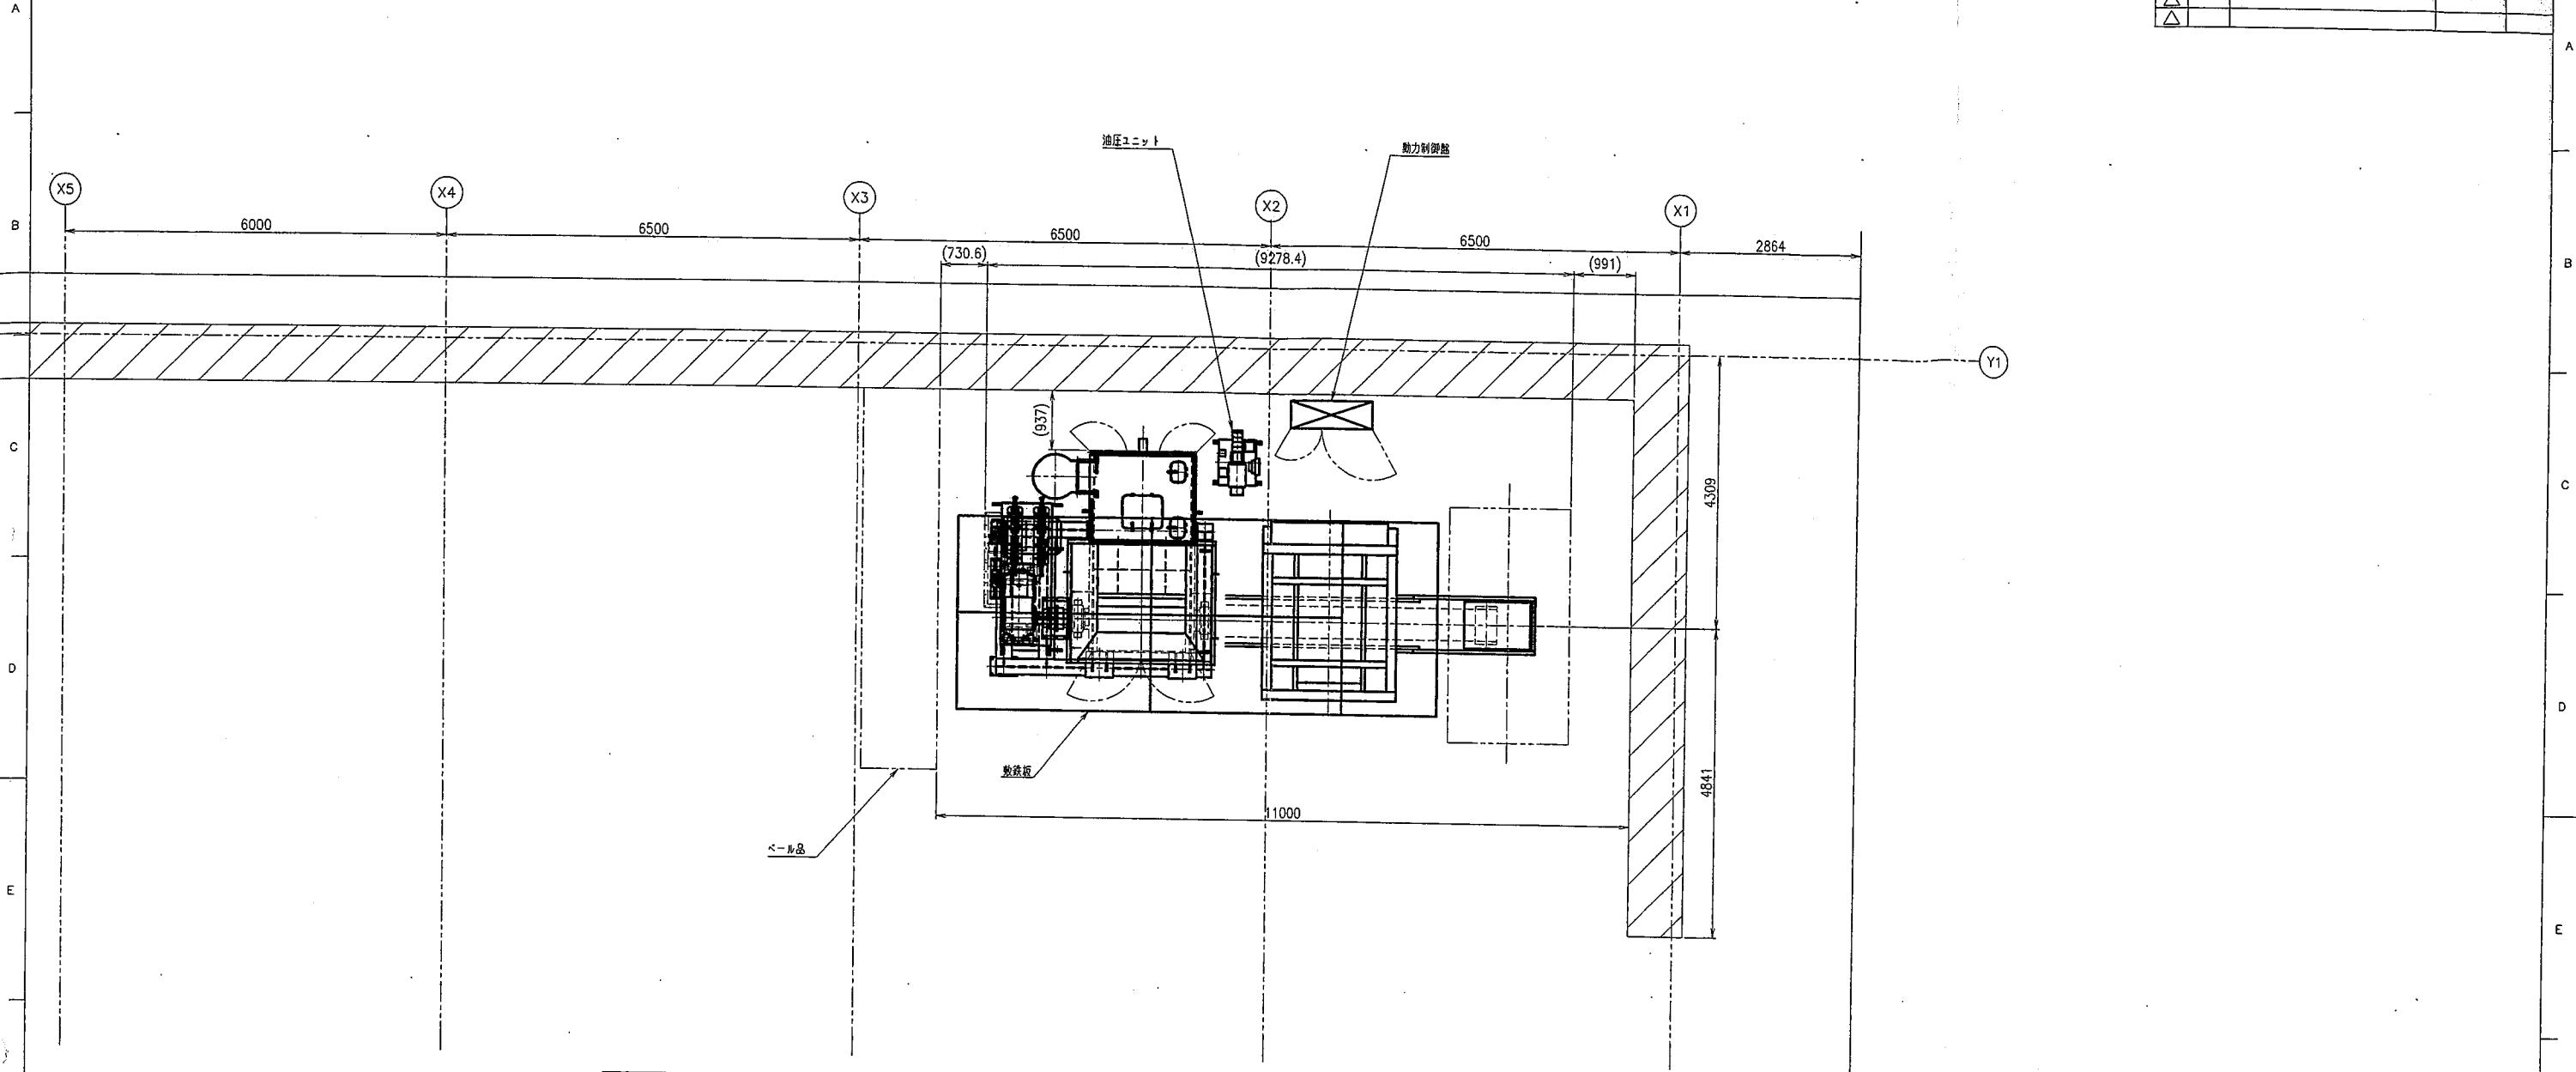 A
A
油圧ユニット
動力制御盤
X5
X4
X3
X2
X1
B
6000
6500
6500
6500
2864
(730.6)
(9278.4)
(991)
B
Y1
(937)
C
C
4309
D
D
敷鉄板
4841
11000
ベール品
E
E